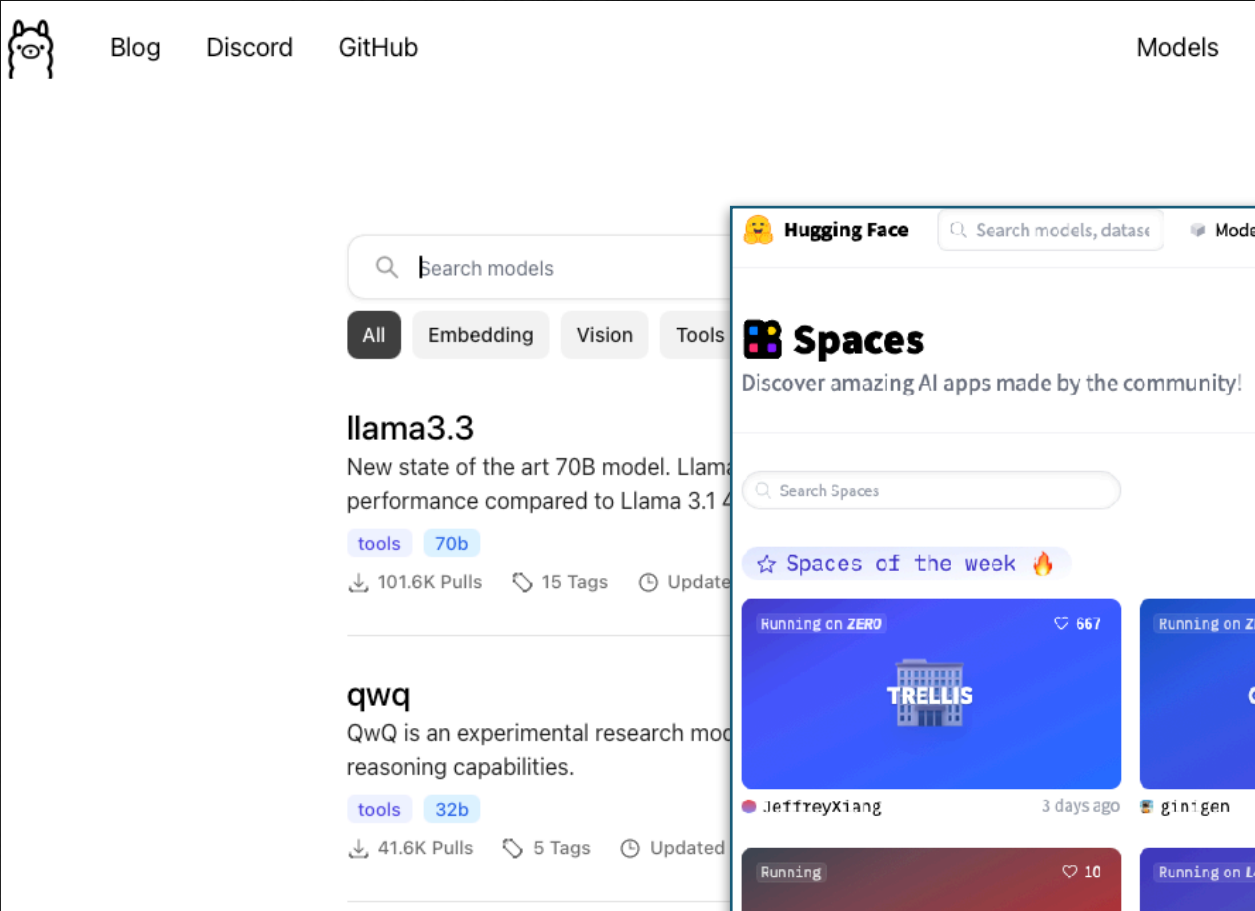 Blog Discord GitHub Models
Search models
All Embedding Vision Tools
llama3.3
New state of the art 70B model. Llama
performance compared to Llama 3.1
tools 70b
101.6K Pulls 15 Tags Update
qwq
QwQ is an experimental research
reasoning capabilities.
tools 32b
41.6K Pulls 5 Tags Updated
Hugging Face Search models, datase Mode
Spaces
Discover amazing AI apps made by the community!
Search Spaces
Spaces of the week 🔥
Running on ZERO 667 Running on
TRELLIS
JeffreyXiang 3 days ago ginigen
Running 10 Running on